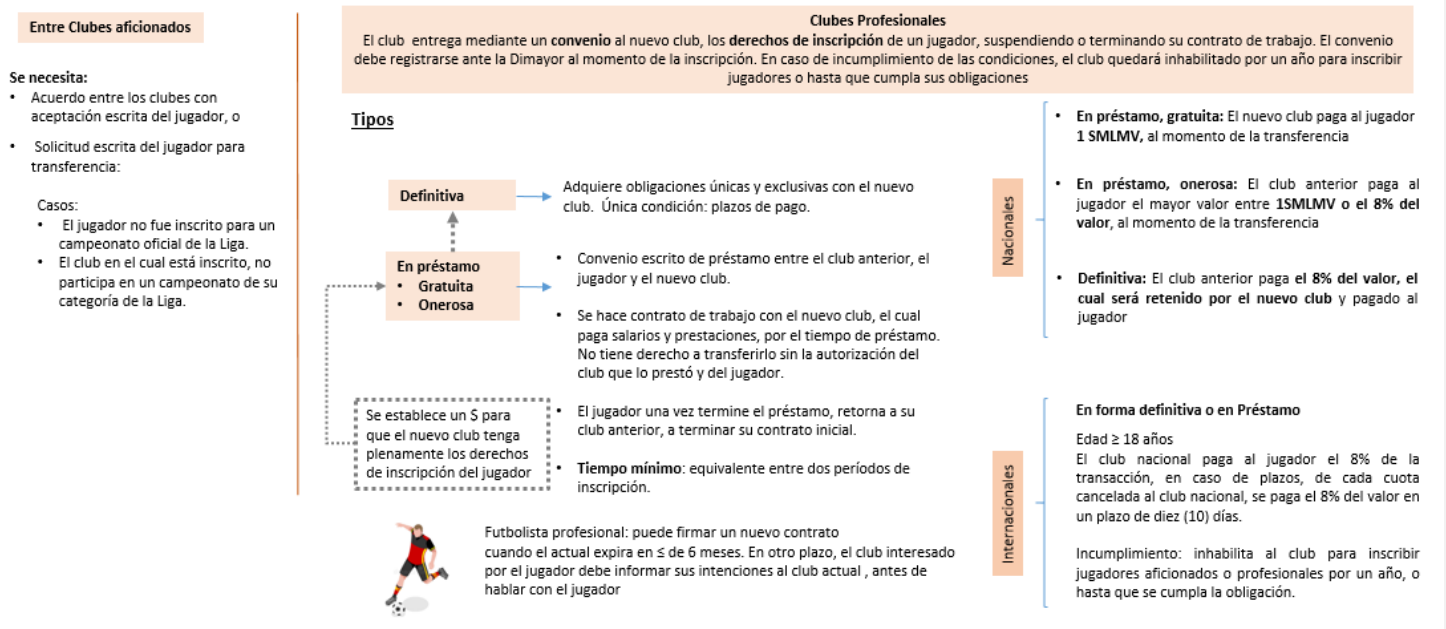 Entre Clubes aficionados
Se necesita:
• Acuerdo entre los clubes con
aceptación escrita del jugador, o
• Solicitud escrita del jugador para
transferencia:
Casos:
• El jugador no fue inscrito para un
campeonato oficial de la Liga.
• El club en el cual está inscrito, no
participa en un campeonato de su
categoría de la Liga.
Clubes Profesionales
El club entrega mediante un convenio al nuevo club, los derechos de inscripción de un jugador, suspendiendo o terminando su contrato de trabajo. El convenio
debe registrarse ante la Dimayor al momento de la inscripción. En caso de incumplimiento de las condiciones, el club quedará inhabilitado por un año para inscribir
jugadores o hasta que cumpla sus obligaciones
Tipos
Definitiva
Adquiere obligaciones únicas y exclusivas con el nuevo
club. Única condición: plazos de pago.
En préstamo
• Gratuita
• Onerosa
• Convenio escrito de préstamo entre el club anterior, el
jugador y el nuevo club.
• Se hace contrato de trabajo con el nuevo club, el cual
paga salarios y prestaciones, por el tiempo de préstamo.
No tiene derecho a transferirlo sin la autorización del
club que lo prestó y del jugador.
• El jugador una vez termine el préstamo, retorna a su
club anterior, a terminar su contrato inicial.
• Tiempo mínimo: equivalente entre dos períodos de
inscripción.
Se establece un $ para
que el nuevo club tenga
plenamente los derechos
de inscripción del jugador
Futbolista profesional: puede firmar un nuevo contrato
cuando el actual expira en ≤ de 6 meses. En otro plazo, el club interesado
por el jugador debe informar sus intenciones al club actual , antes de
hablar con el jugador
Nacionales
• En préstamo, gratuita: El nuevo club paga al jugador
1 SMLMV, al momento de la transferencia
• En préstamo, onerosa: El club anterior paga al
jugador el mayor valor entre 1SMLMV o el 8% del
valor, al momento de la transferencia
• Definitiva: El club anterior paga el 8% del valor, el
cual será retenido por el nuevo club y pagado al
jugador
Internacionales
En forma definitiva o en Préstamo
Edad ≥ 18 años
El club nacional paga al jugador el 8% de la
transacción, en caso de plazos, de cada cuota
cancelada al club nacional, se paga el 8% del valor en
un plazo de diez (10) días.
Incumplimiento: inhabilita al club para inscribir
jugadores aficionados o profesionales por un año, o
hasta que se cumpla la obligación.